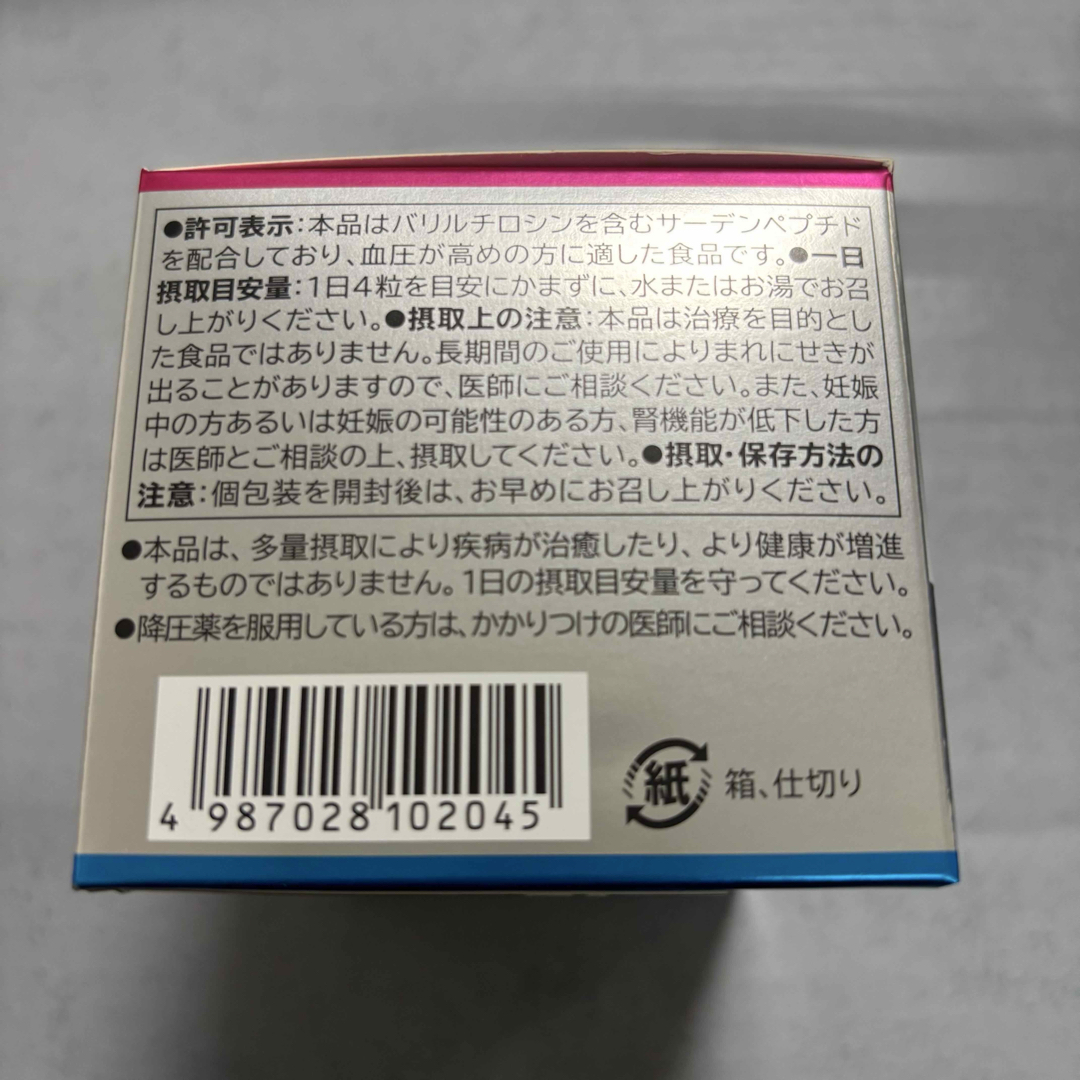 ●許可表示:本品はバリルチロシンを含むサーデンペプチド
を配合しており、血圧が高めの方に適した食品です。●一日
摂取目安量:1日4粒を目安にかまずに、水またはお湯でお召
し上がりください。●摂取上の注意:本品は治療を目的とし
た食品ではありません。長期間のご使用によりまれにせきが
出ることがありますので、医師にご相談ください。また、妊娠
中の方あるいは妊娠の可能性のある方、腎機能が低下した方
は医師とご相談の上、摂取してください。●摂取・保存方法の
注意:個包装を開封後は、お早めにお召し上がりください。
●本品は、多量摂取により疾病が治癒したり、より健康が増進
するものではありません。1日の摂取目安量を守ってください。
●降圧薬を服用している方は、かかりつけの医師にご相談ください。
4 987028 102045
紙 箱、仕切り